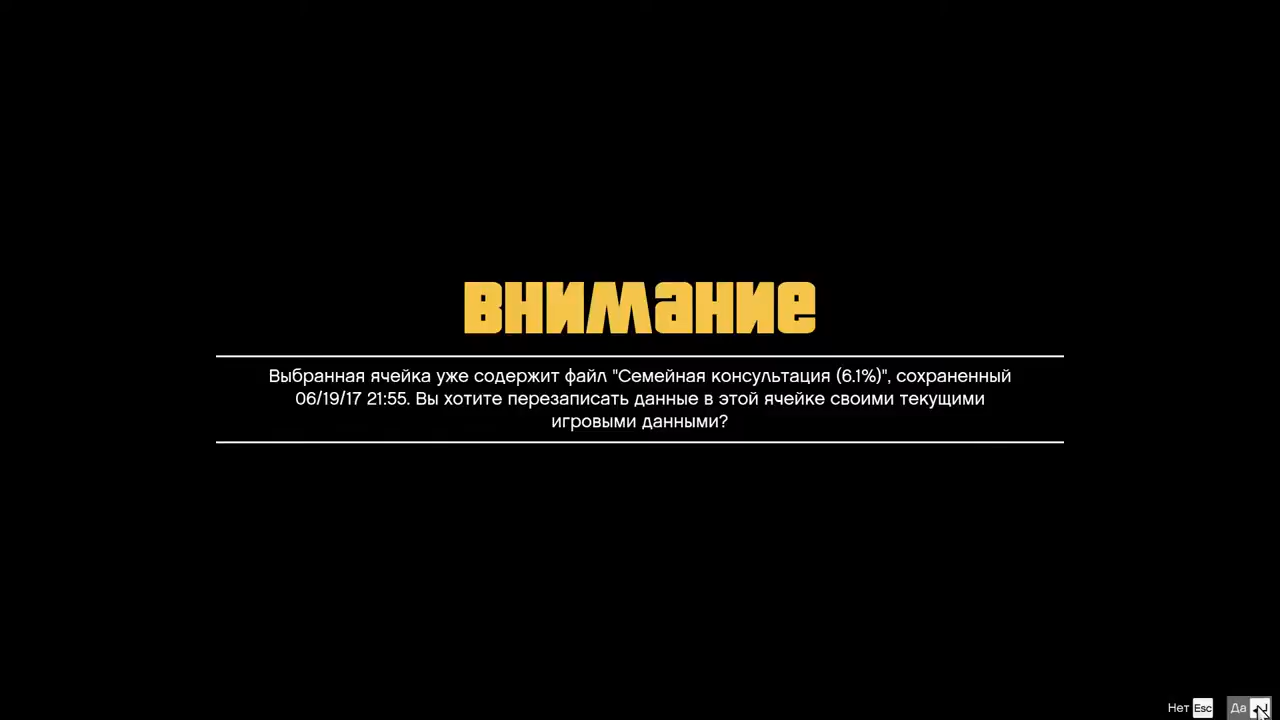 внимание
Выбранная ячейка уже содержит файл "Семейная консультация (6.1%)", сохраненный
06/19/17 21:55. Вы хотите перезаписать данные в этой ячейке своими текущими
игровыми данными?
Нет Esc Да